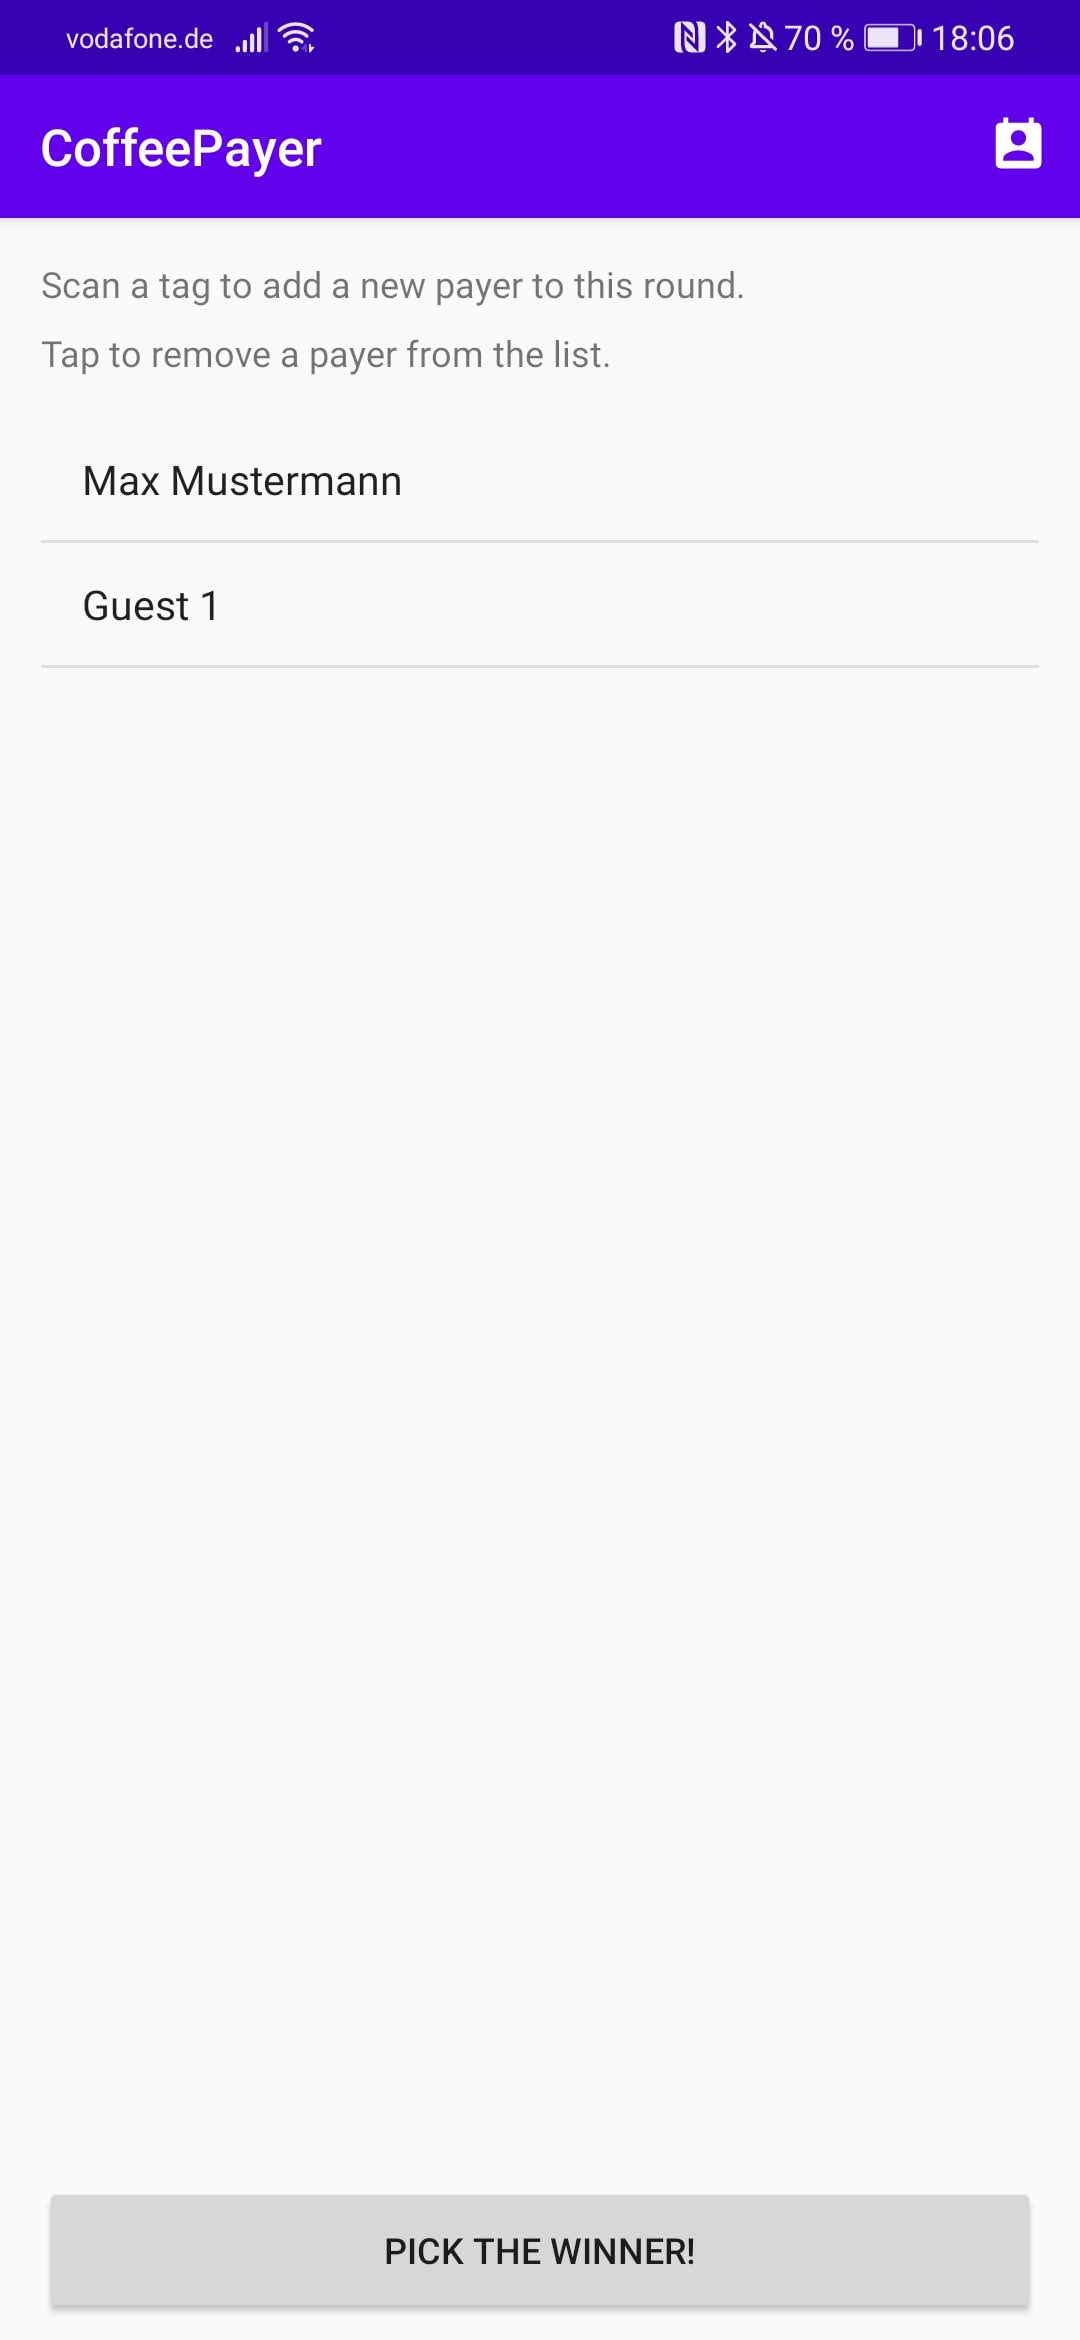 vodafone.de 70 % 18:06
CoffeePayer
Scan a tag to add a new payer to this round.
Tap to remove a payer from the list.
Max Mustermann
Guest 1
PICK THE WINNER!